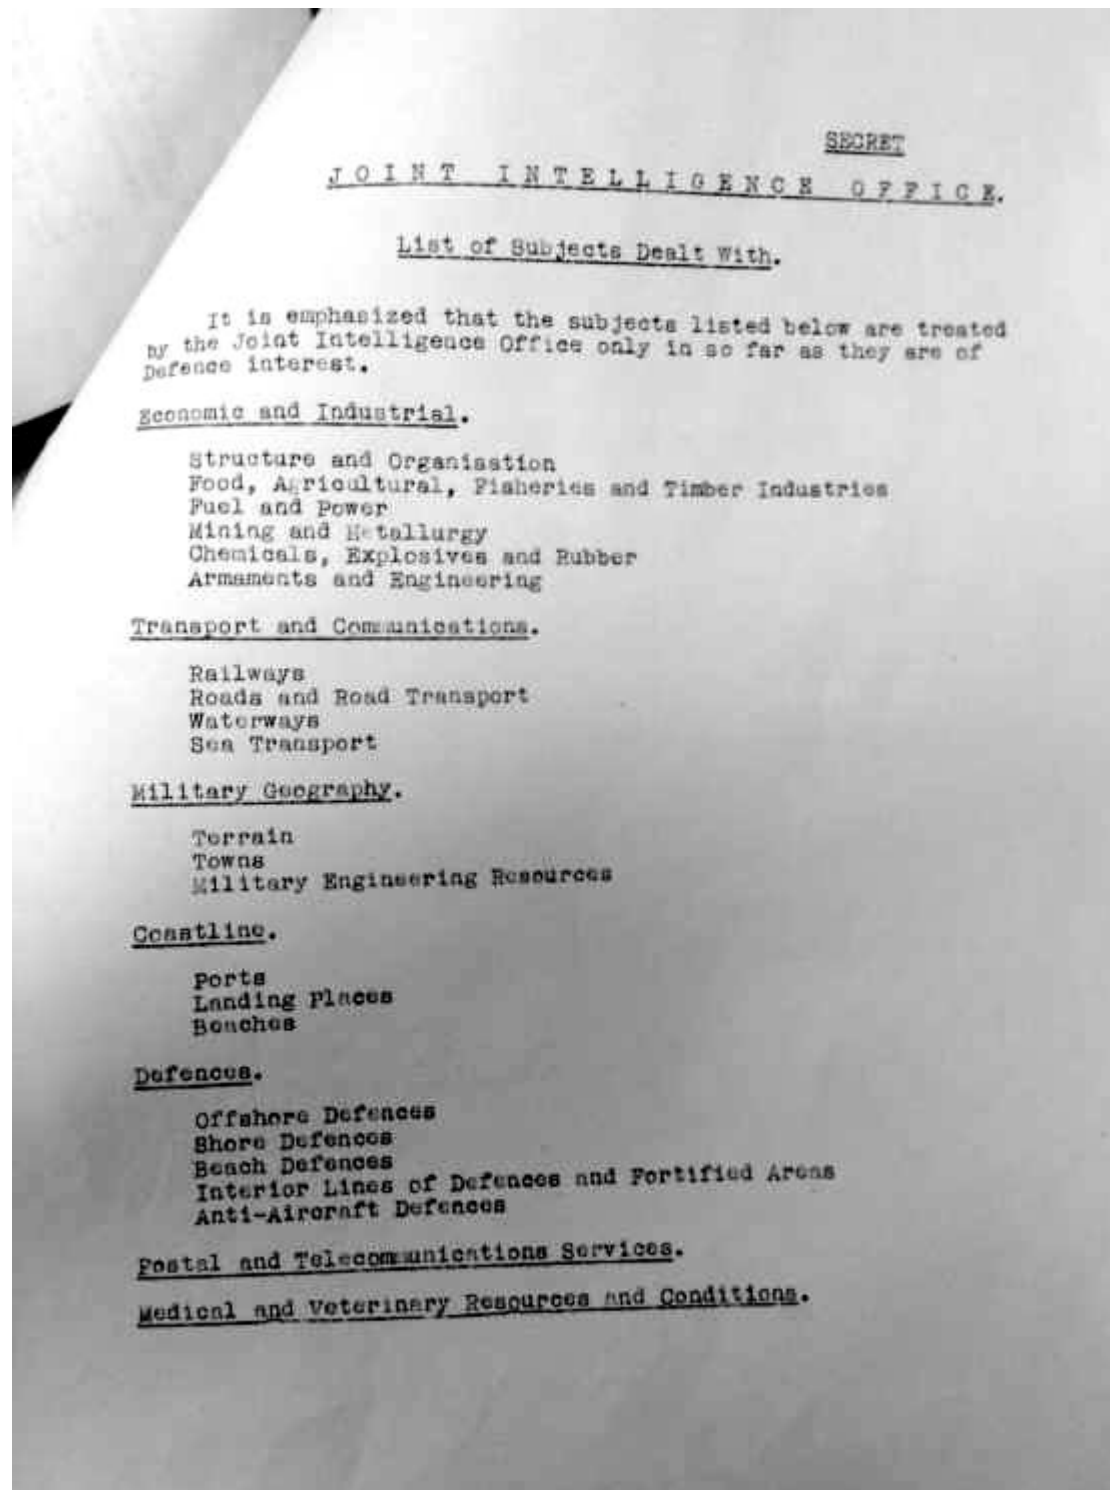 SECRET
JOINT INTELLIGENCE OFFICE.
List of Subjects Dealt With.
It is emphasized that the subjects listed below are treated
by the Joint Intelligence Office only in so far as they are of
Defence interest.
Economic and Industrial.
Structure and Organisation
Food, Agricultural, Fisheries and Timber Industries
Fuel and Power
Mining and Metallurgy
Chemicals, Explosives and Rubber
Armaments and Engineering
Transport and Communications.
Railways
Roads and Road Transport
Waterways
Sea Transport
Military Geography.
Terrain
Towns
Military Engineering Resources
Coastline.
Ports
Landing Places
Beaches
Defences.
Offshore Defences
Shore Defences
Beach Defences
Interior Lines of Defences and Fortified Areas
Anti-Aircraft Defences
Postal and Telecommunications Services.
Medical and Veterinary Resources and Conditions.